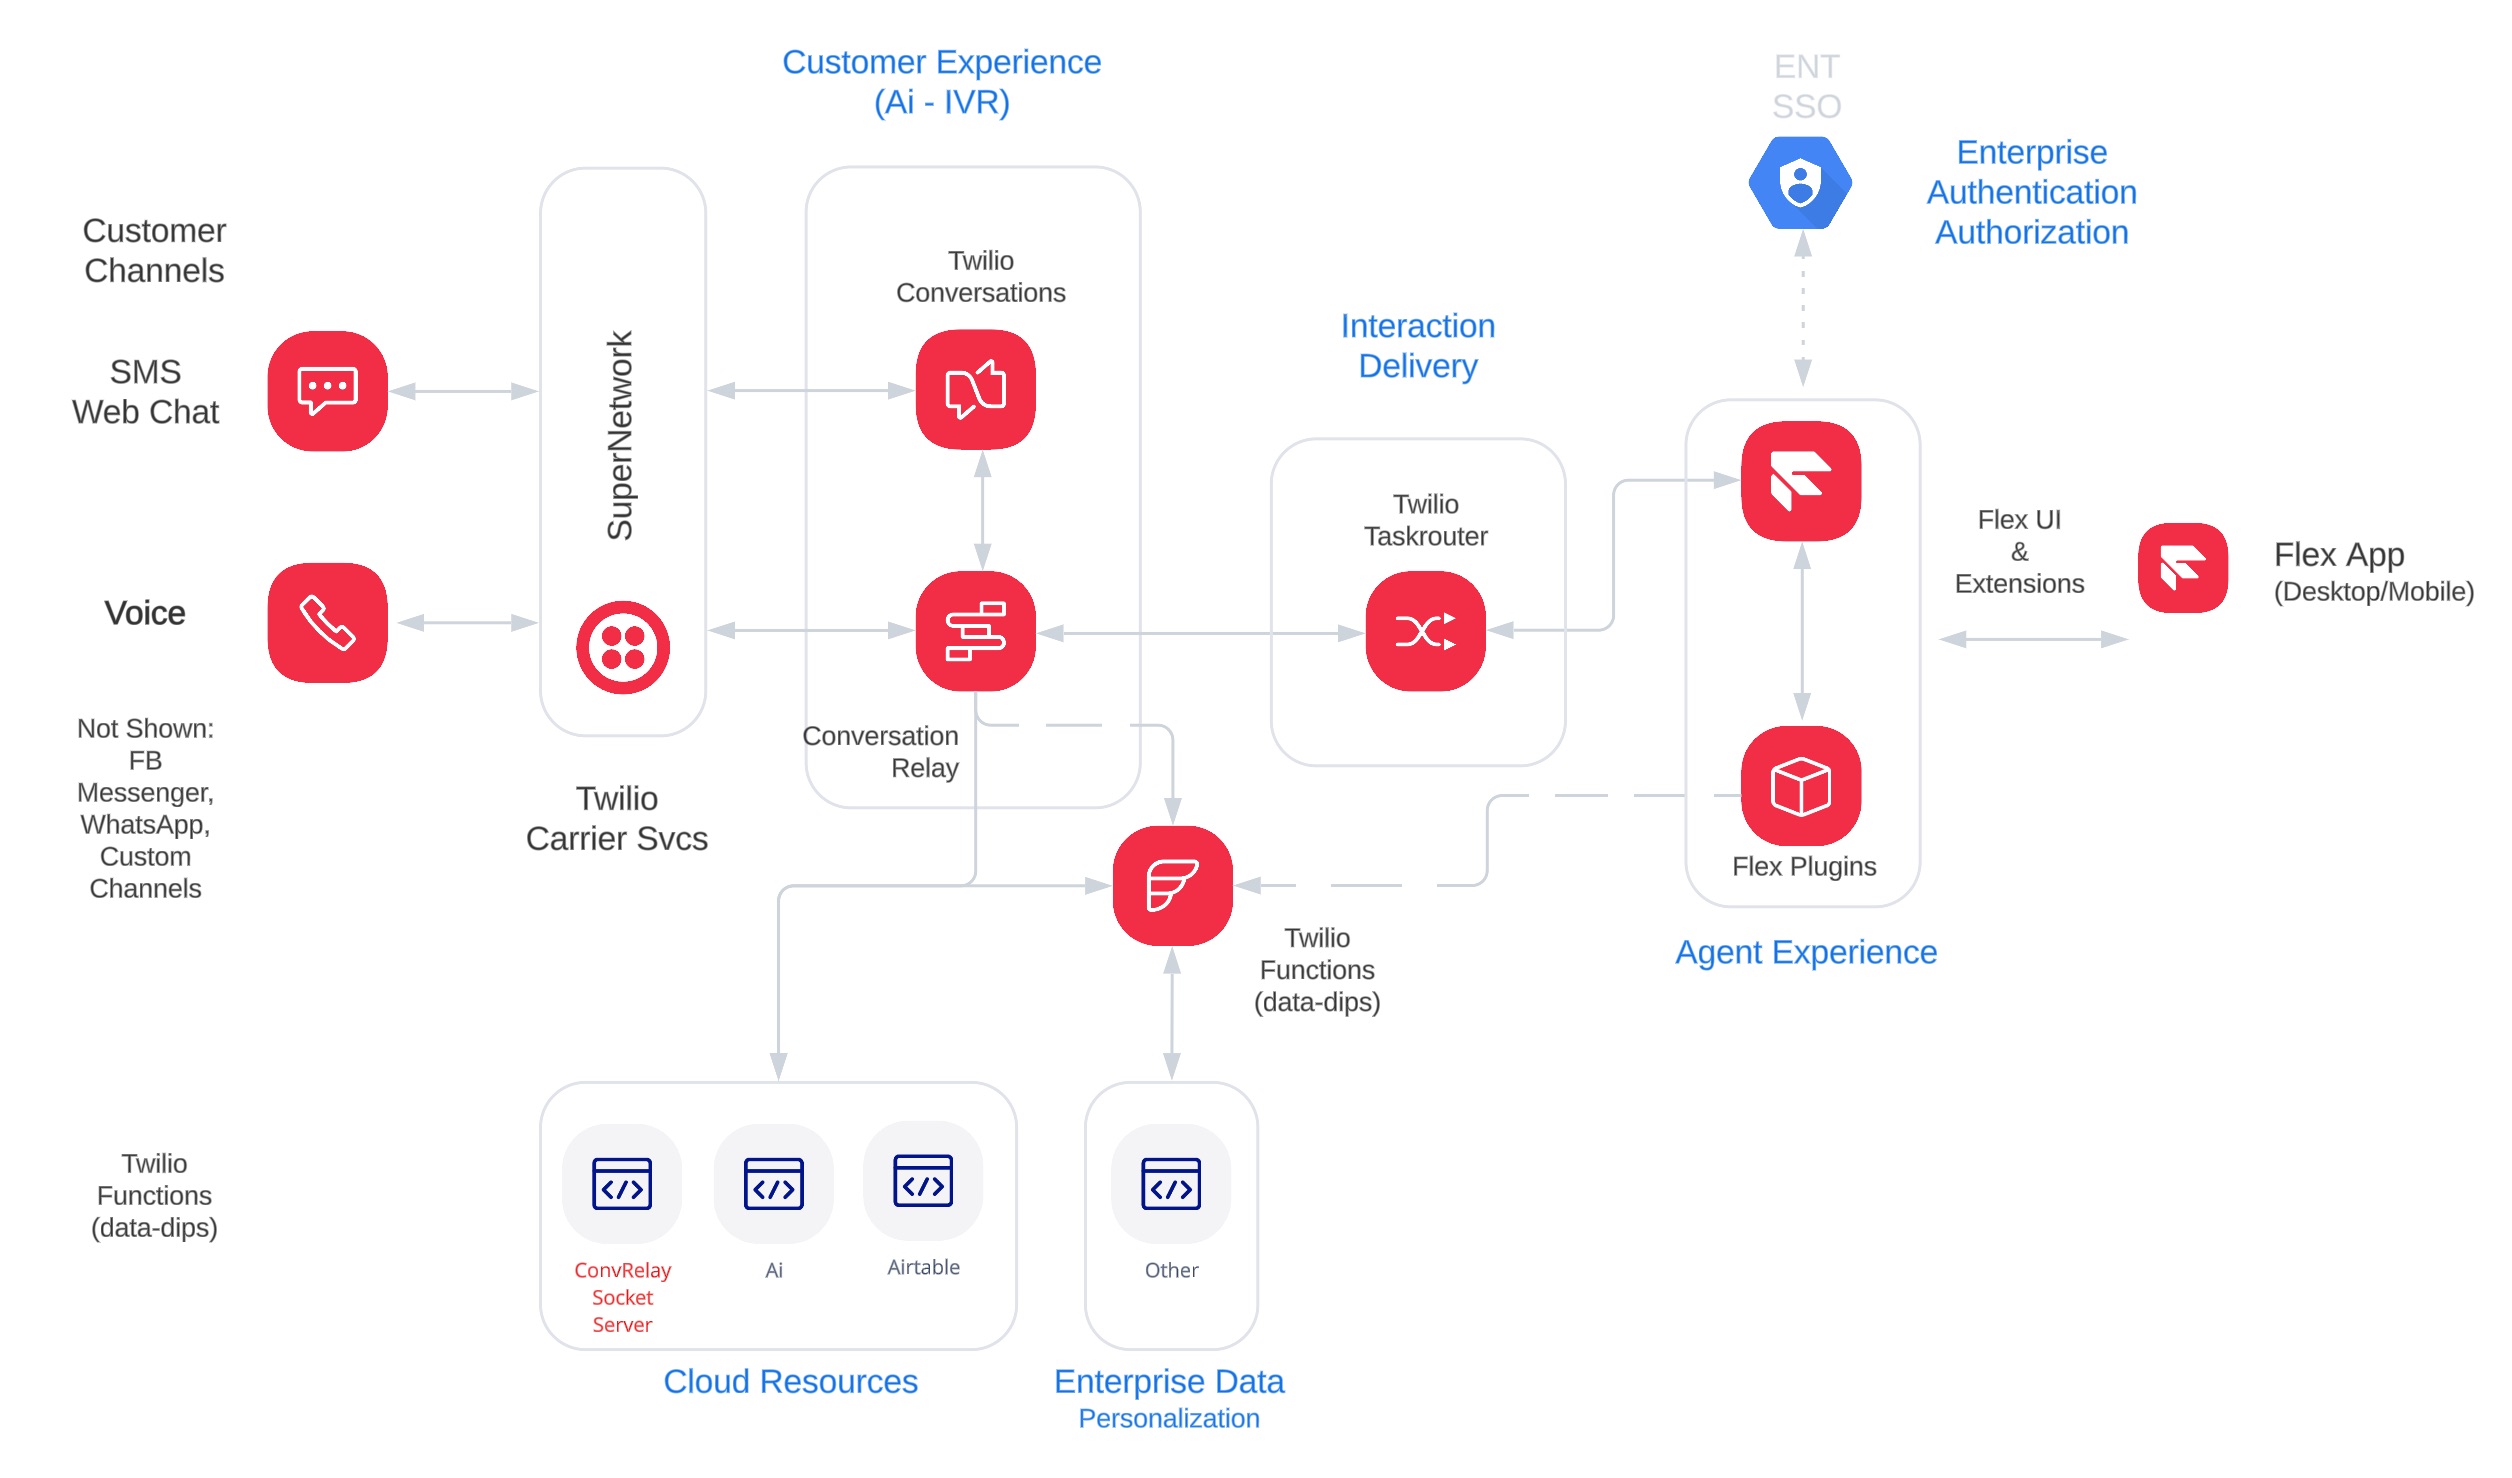 Customer Experience
(Ai - IVR)
ENT
SSO
Enterprise
Authentication
Authorization
Customer
Channels
SMS
Web Chat
Voice
Not Shown:
FB
Messenger,
WhatsApp,
Custom
Channels
SuperNetwork
Twilio
Carrier Svcs
Twilio
Conversations
Conversation
Relay
Interaction
Delivery
Twilio
Taskrouter
Flex UI
&
Extensions
Flex App
(Desktop/Mobile)
Flex Plugins
Agent Experience
Twilio
Functions
(data-dips)
Twilio
Functions
(data-dips)
ConvRelay
Socket
Server
Ai
Airtable
Other
Cloud Resources
Enterprise Data
Personalization